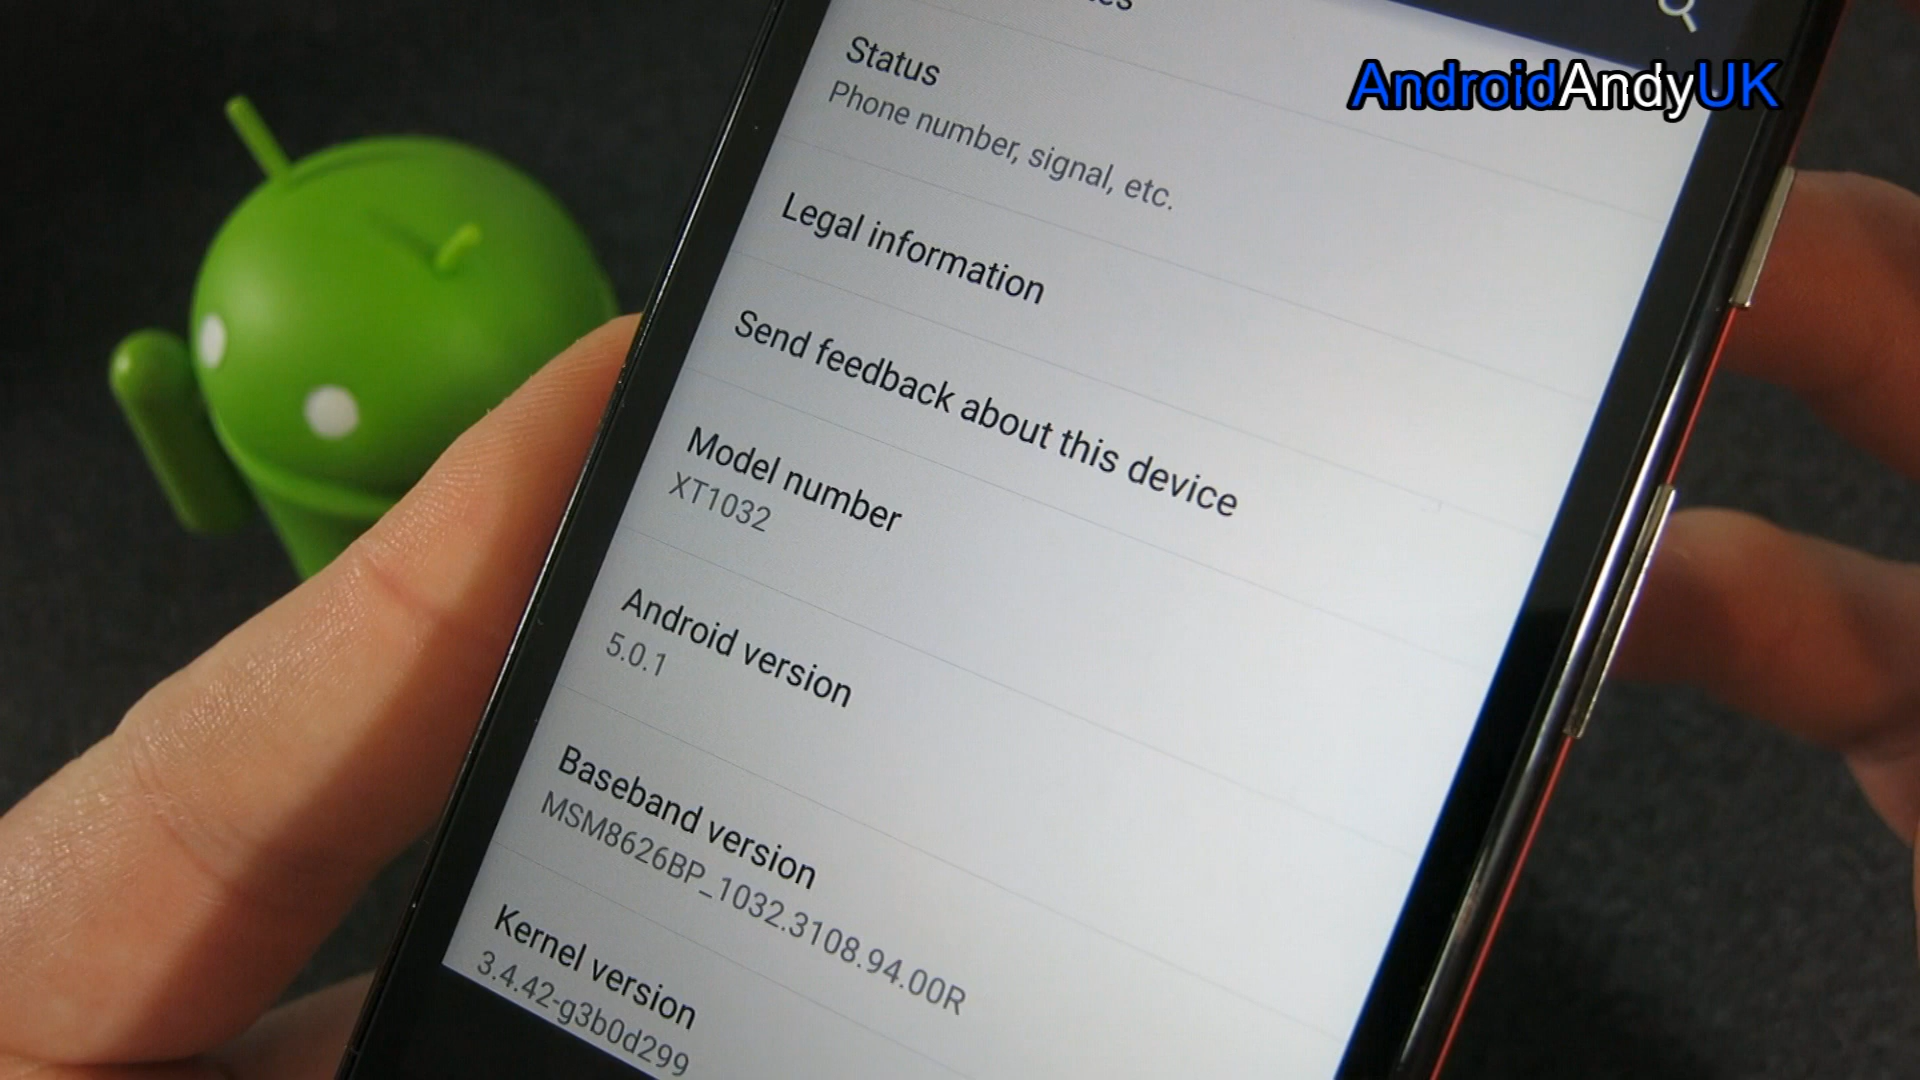 AndroidAndyUK
Status
Phone number, signal, etc.
Legal information
Send feedback about this device
Model number
XT1032
Android version
5.0.1
Baseband version
MSM8626BP_1032.3108.94.00R
Kernel version
3.4.42-g3b0d299